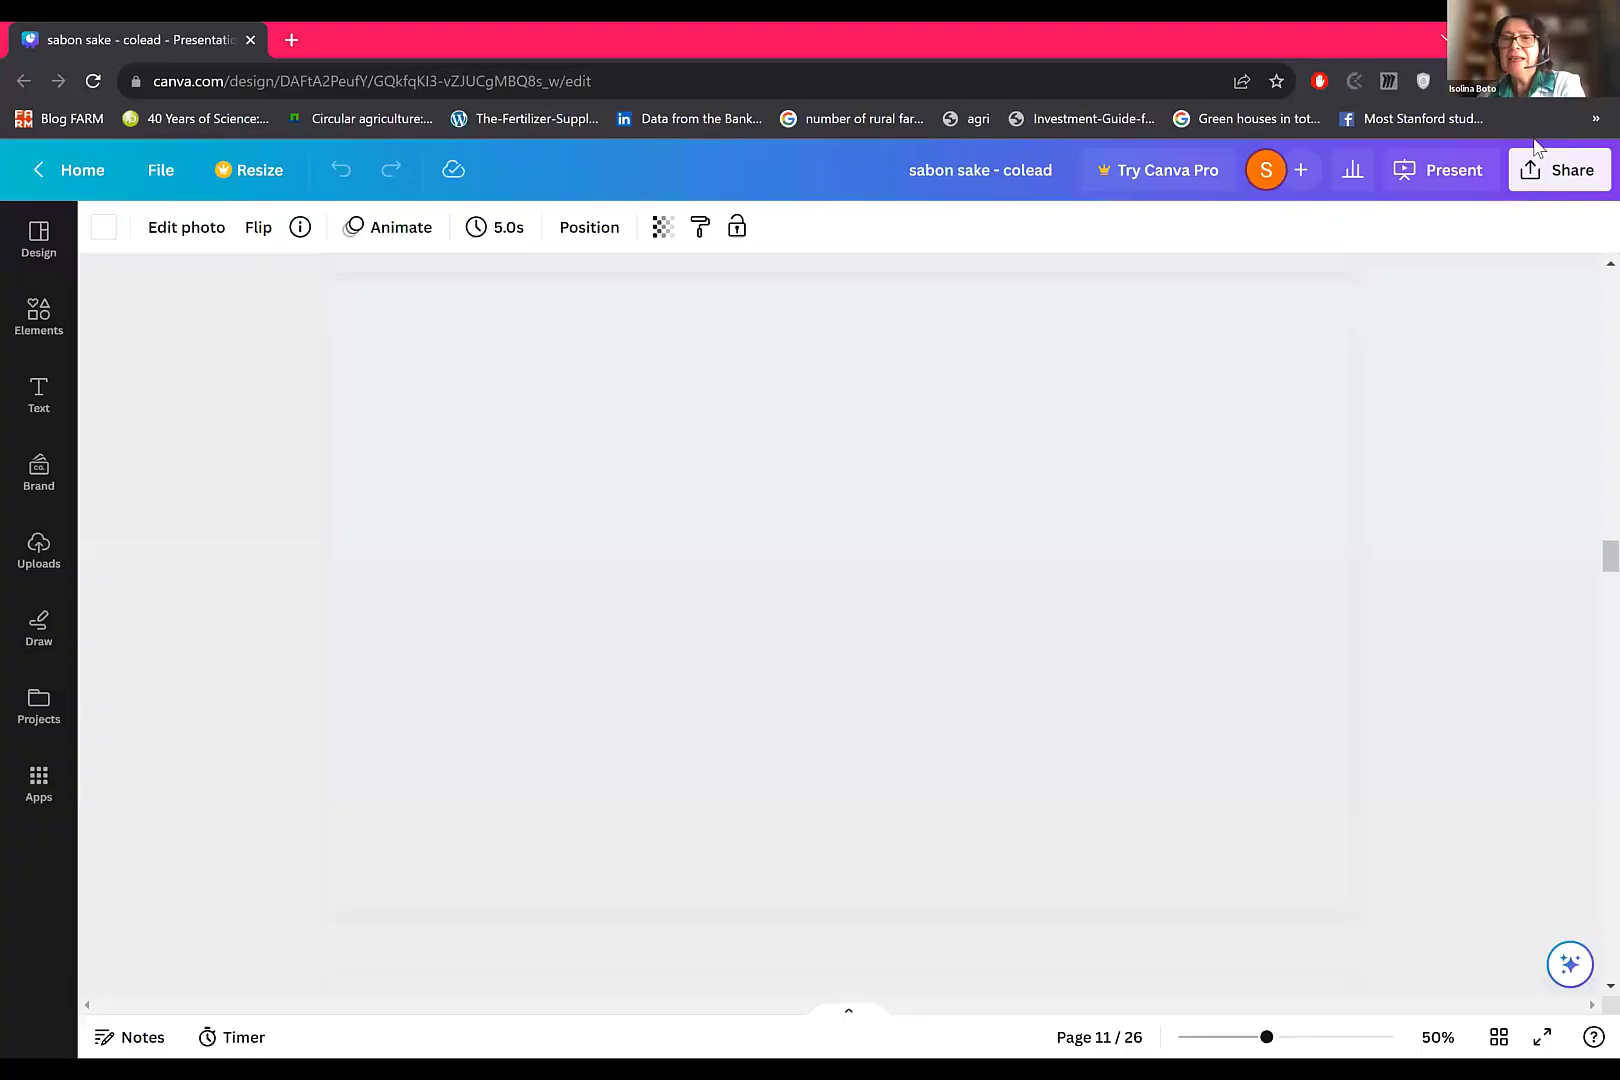 sabon sake - colead - Presentatio
canva.com/design/DAFtA2PeufY/GQkfqKI3-vZJUCgMBQ8s_w/edit
Isolina Boto
FARM Blog FARM
40 Years of Science:...
Circular agriculture:...
The-Fertilizer-Suppl...
in Data from the Bank...
number of rural far...
agri
Investment-Guide-f...
Green houses in tot...
Most Stanford stud...
»
Home
File
Resize
sabon sake - colead
Try Canva Pro
S
+
Present
Share
Edit photo
Flip
Animate
5.0s
Position
Design
Elements
Text
CO.
Brand
Uploads
Draw
Projects
Apps
Notes
Timer
Page 11 / 26
50%
?